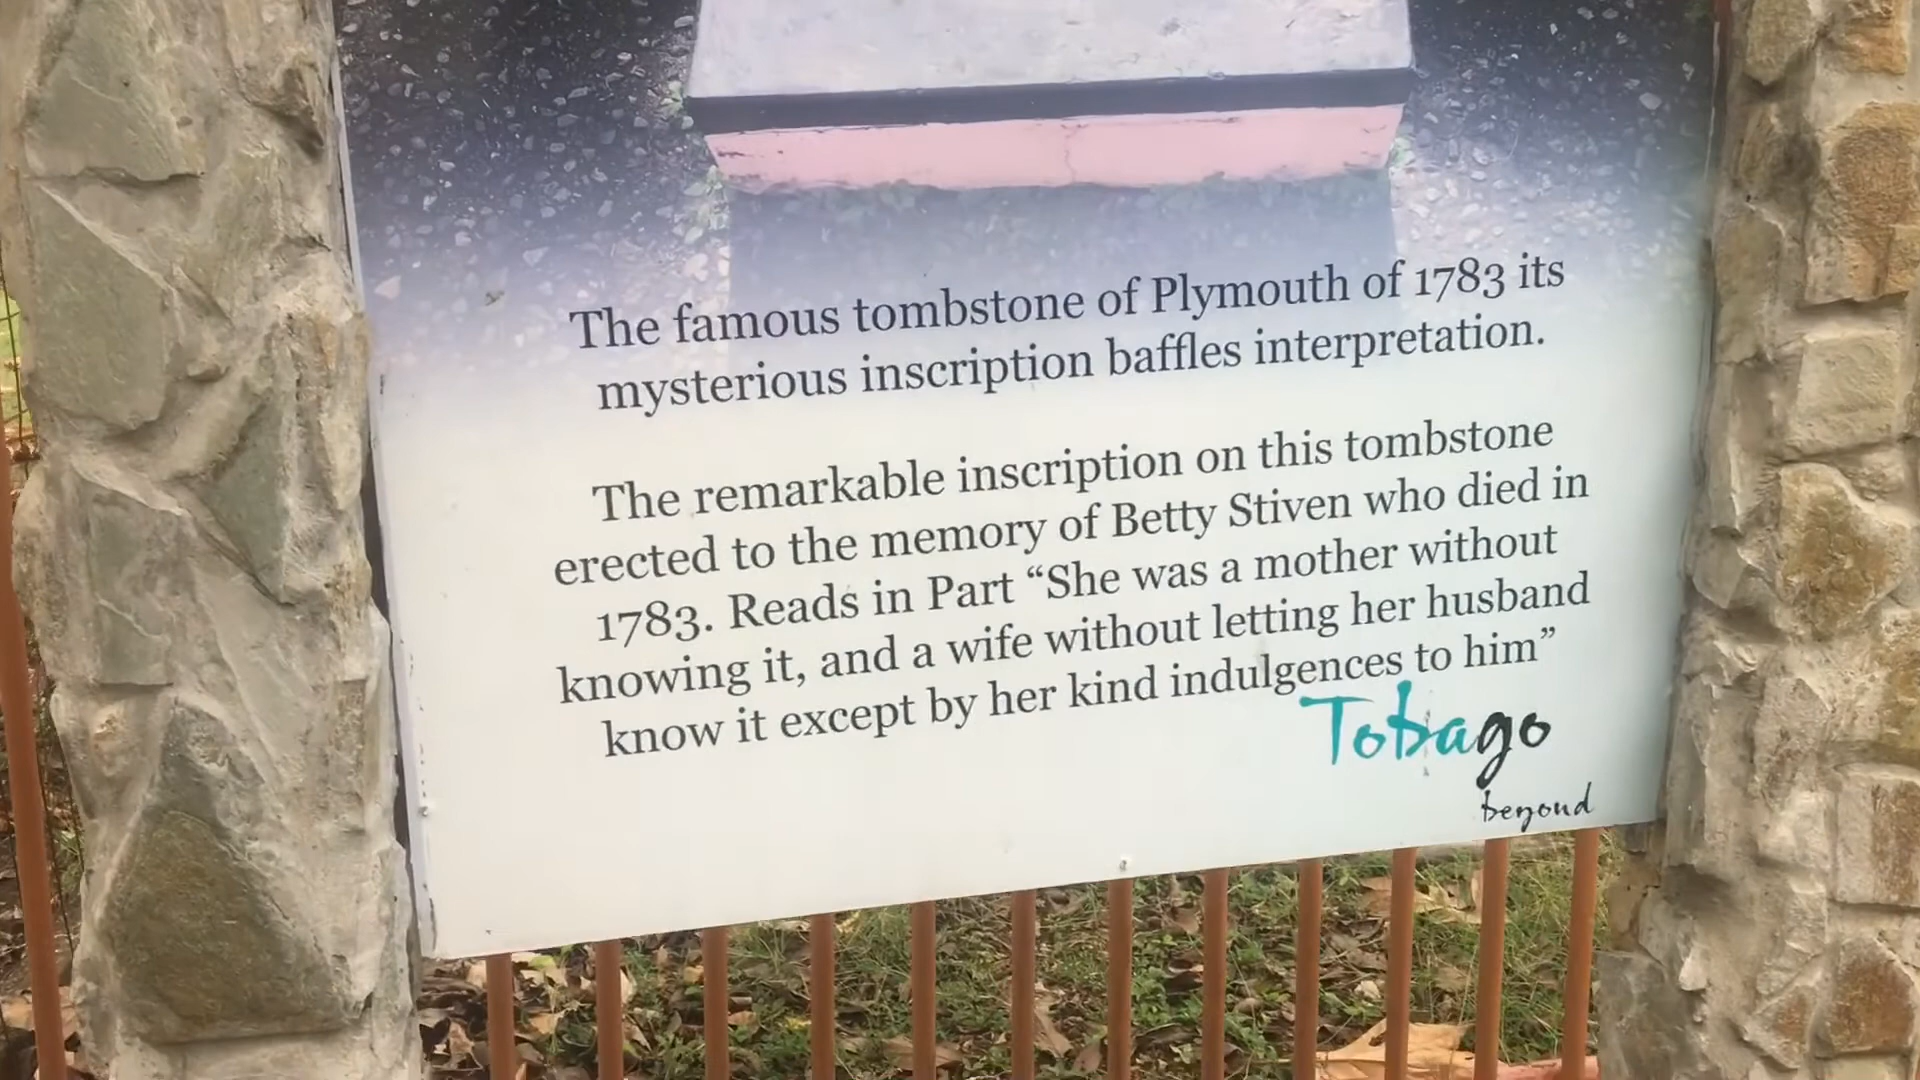 The famous tombstone of Plymouth of 1783 its
mysterious inscription baffles interpretation.
The remarkable inscription on this tombstone
erected to the memory of Betty Stiven who died in
1783. Reads in Part “She was a mother without
knowing it, and a wife without letting her husband
know it except by her kind indulgences to him”
Tobago
beyond